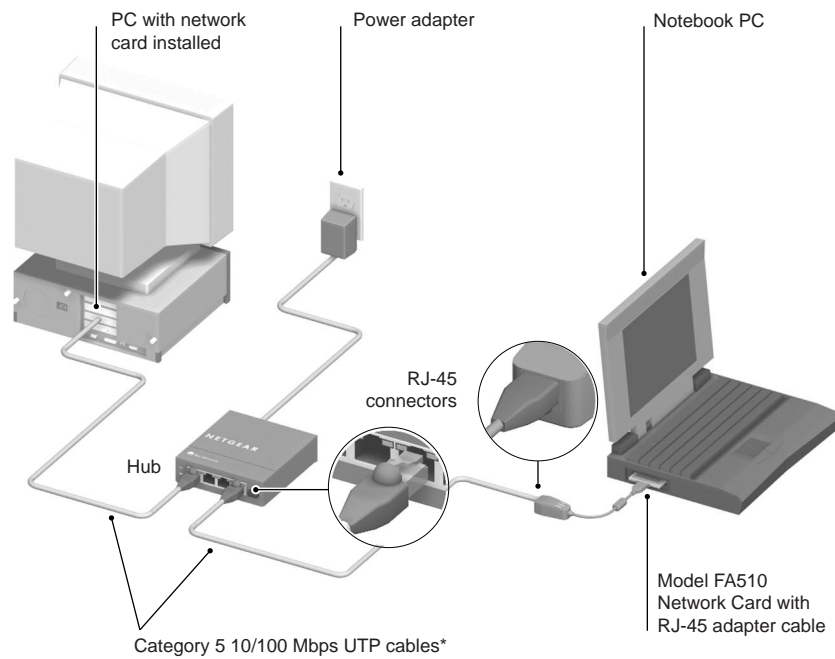 PC with network
card installed
Power adapter
Notebook PC
RJ-45
connectors
NETGEAR
Hub
Model FA510
Network Card with
RJ-45 adapter cable
Category 5 10/100 Mbps UTP cables*